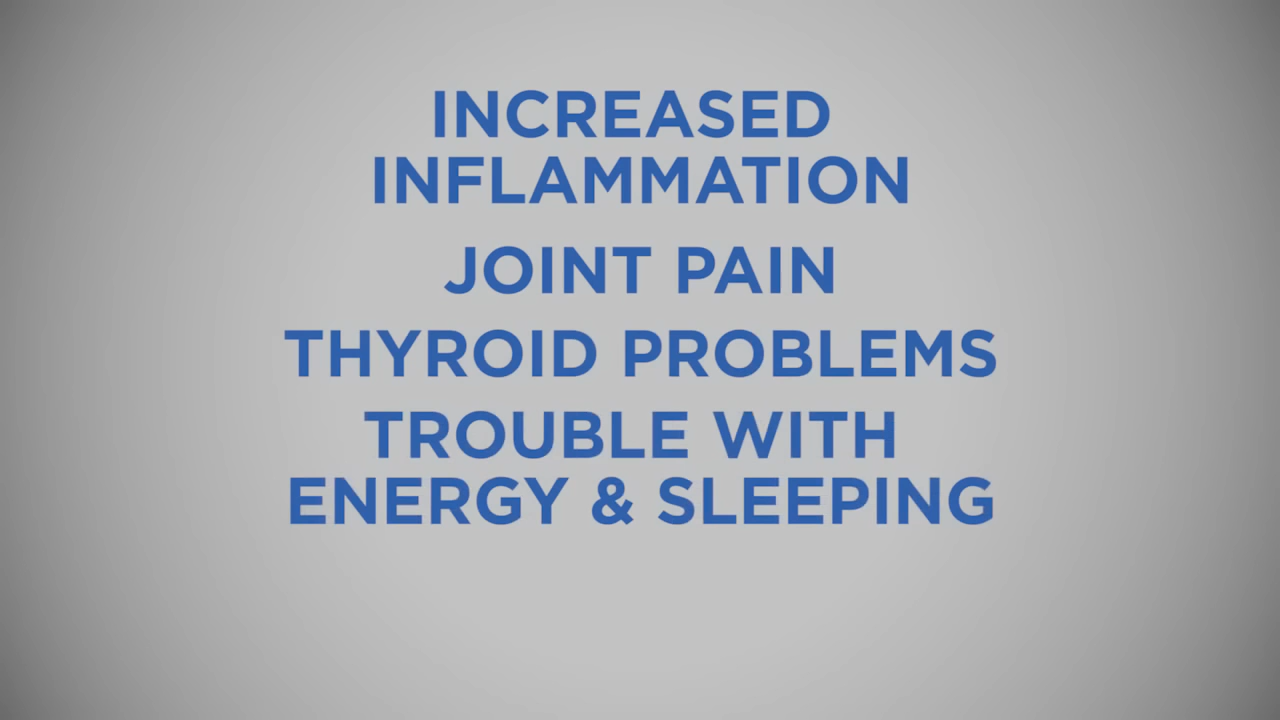 INCREASED
INFLAMMATION
JOINT PAIN
THYROID PROBLEMS
TROUBLE WITH
ENERGY & SLEEPING